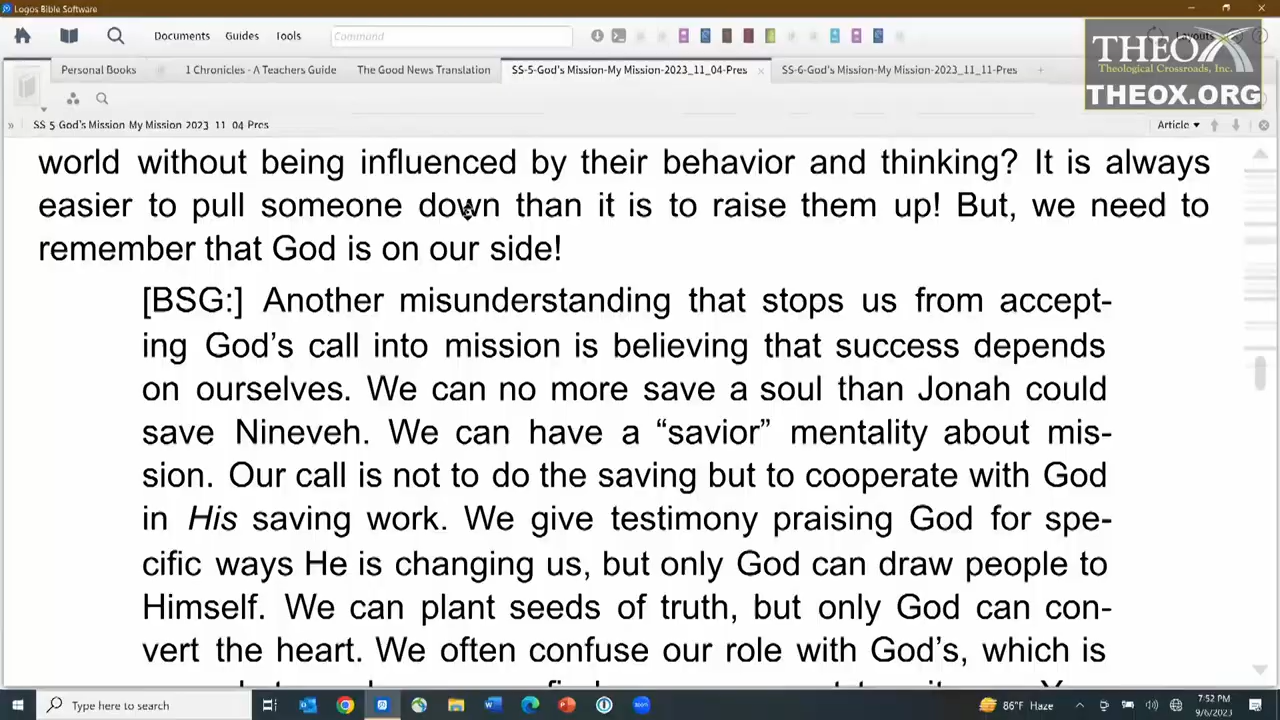 Logos Bible Software
Documents Guides Tools Command Layouts
THEOX
Theological Crossroads, Inc.
THEOX.ORG
Personal Books 1 Chronicles - A Teachers Guide The Good News SS-5-God's Mission-My Mission-2023_11_04-Pres SS-6-God's Mission-My Mission-2023_11_11-Pres
SS 5 God's Mission My Mission 2023 11 04 Pres Article
world without being influenced by their behavior and thinking? It is always
easier to pull someone down than it is to raise them up! But, we need to
remember that God is on our side!
[BSG:] Another misunderstanding that stops us from accept-
ing God's call into mission is believing that success depends
on ourselves. We can no more save a soul than Jonah could
save Nineveh. We can have a “savior” mentality about mis-
sion. Our call is not to do the saving but to cooperate with God
in His saving work. We give testimony praising God for spe-
cific ways He is changing us, but only God can draw people to
Himself. We can plant seeds of truth, but only God can con-
vert the heart. We often confuse our role with God's, which is
Type here to search
86°F Haze
7:52 PM
9/6/2023